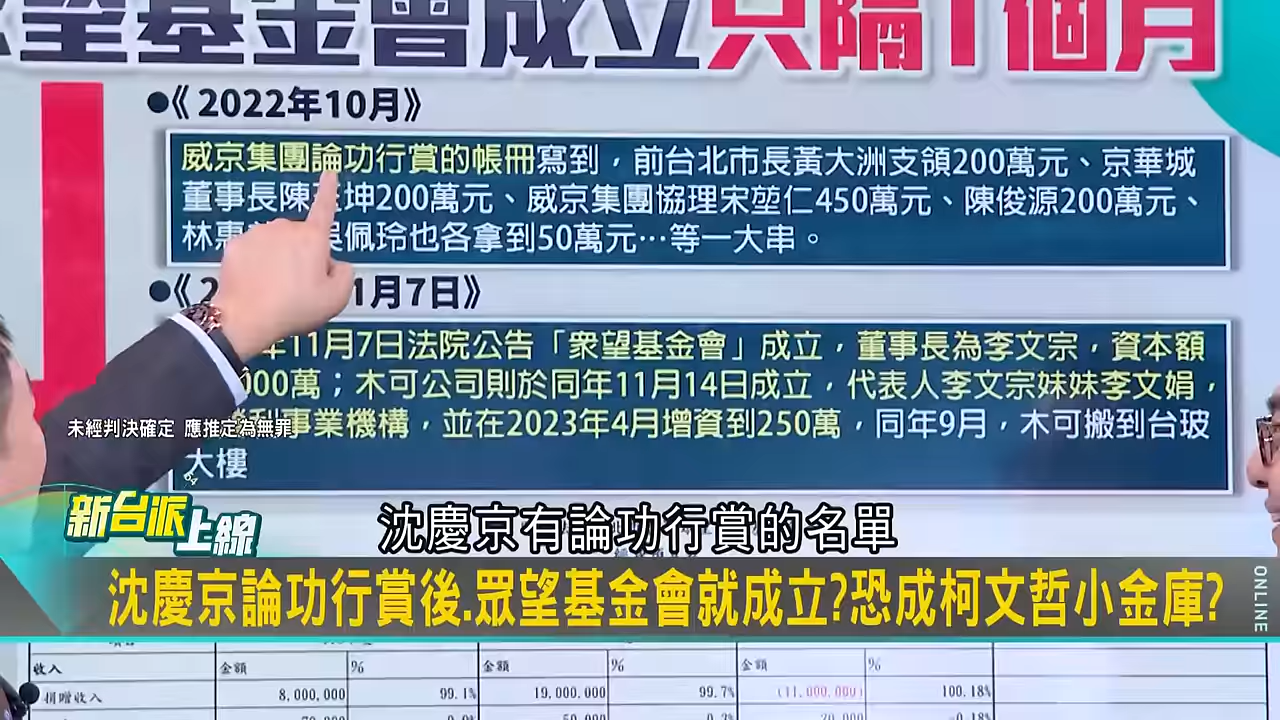 望基金會成立只隔1個月
●《2022年10月》
威京集團論功行賞的帳冊寫到，前台北市長黃大洲支領200萬元、京華城
董事長陳 坤200萬元、威京集團協理宋堃仁450萬元、陳俊源200萬元、
林惠 吳佩玲也各拿到50萬元…等一大串。
●《2 1月7日》
年11月7日法院公告「衆望基金會」成立，董事長為李文宗，資本額
000萬；木可公司則於同年11月14日成立，代表人李文宗妹妹李文娟，
利事業機構，並在2023年4月增資到250萬，同年9月，木可搬到台玻
大樓
未經判決確定 應推定為無罪
新台派上線
沈慶京有論功行賞的名單
沈慶京論功行賞後.眾望基金會就成立?恐成柯文哲小金庫?
ONLINE
收入 金額 % 金額 % 金額 %
捐贈收入 8,000,000 99.1% 19,000,000 99.7% (11,000,000) 100.18%